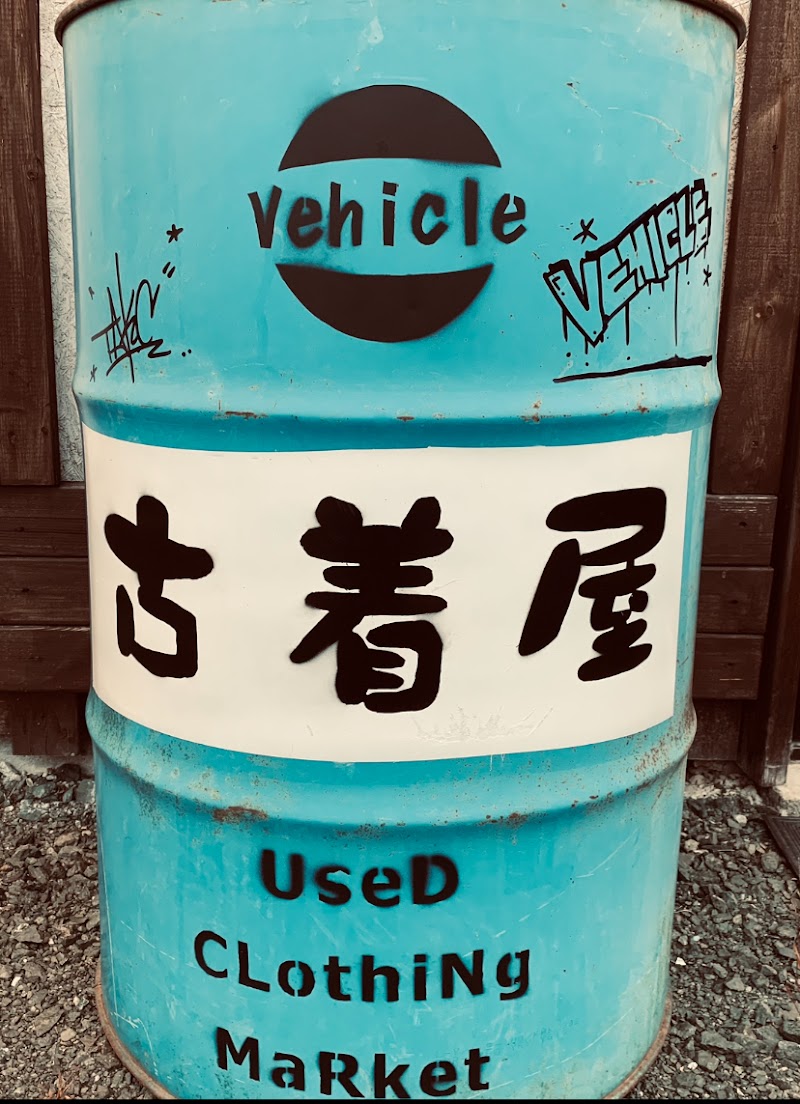 Vehicle
VEHICLE
古着屋
UseD
CLothiNg
MaRket